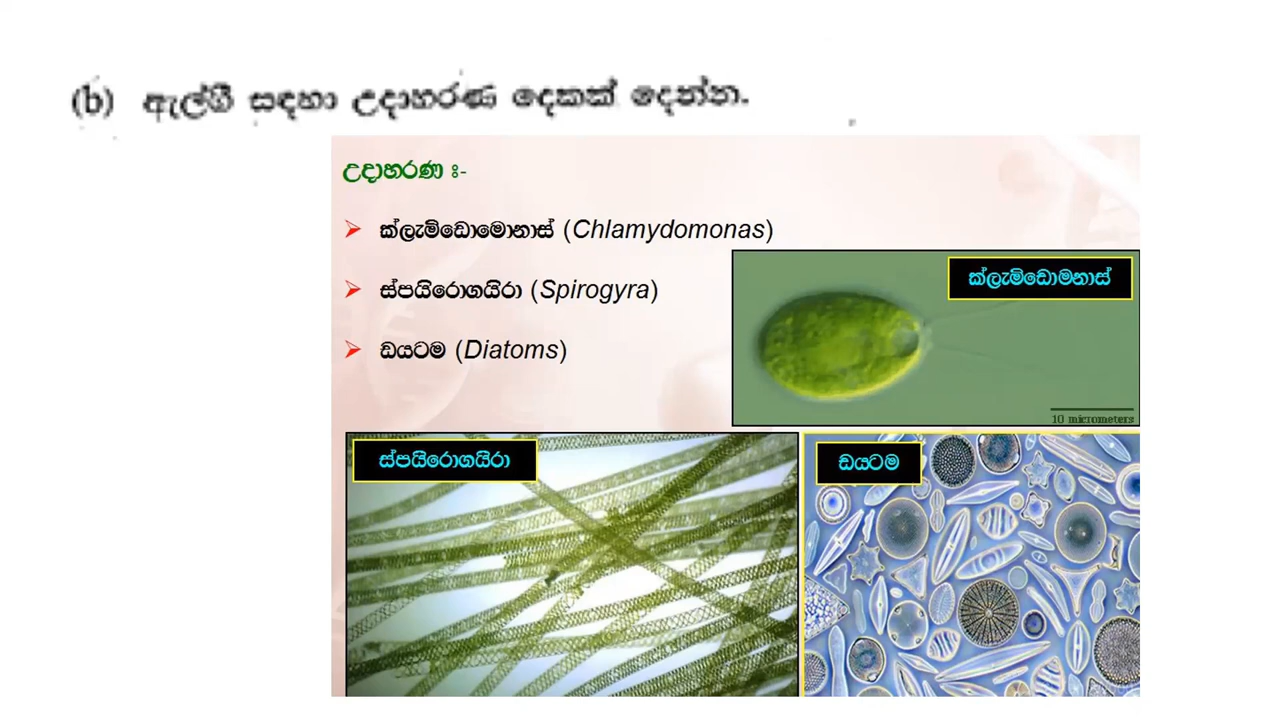 (b) ඇල්ගී සඳහා උදාහරණ දෙකක් දෙන්න.
උදාහරණ ඃ-
➢ ක්ලැමිඩොමොනාස් (Chlamydomonas)
➢ ස්පයිරොගයිරා (Spirogyra)
➢ ඩයටම (Diatoms)
ක්ලැමිඩොමනාස්
10 micrometers
ස්පයිරොගයිරා
ඩයටම